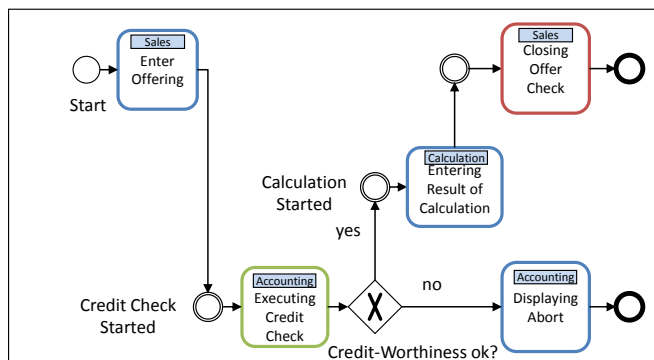 Sales
Enter
Offering
Start
Sales
Closing
Offer
Check
Calculation
Entering
Result of
Calculation
Calculation
Started
yes
Credit Check
Started
Accounting
Executing
Credit
Check
X
no
Credit-Worthiness ok?
Accounting
Displaying
Abort